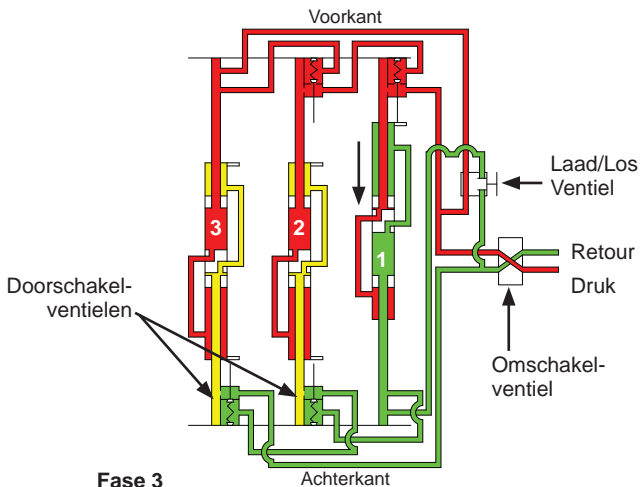 Voorkant
Laad/Los
Ventiel
3
2
1
Retour
Druk
Doorschakel-
ventielen
Omschakel-
ventiel
Fase 3
Achterkant